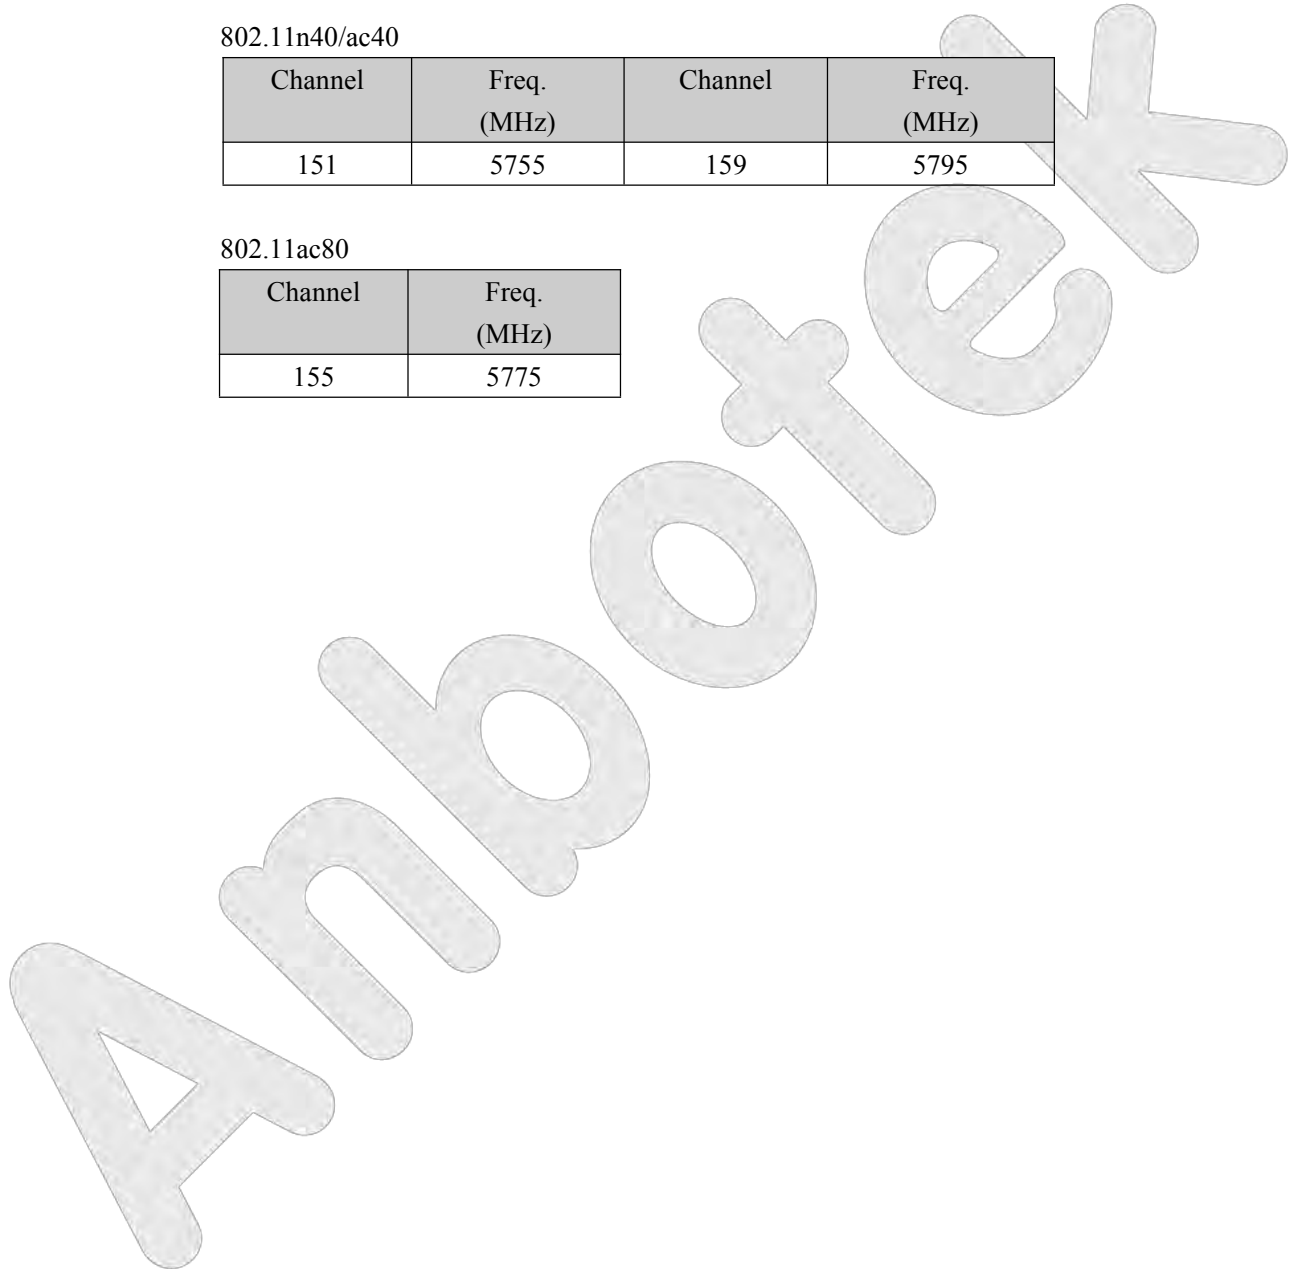 802.11n40/ac40
Channel Freq. (MHz) Channel Freq. (MHz)
151 5755 159 5795
802.11ac80
Channel Freq. (MHz)
155 5775
Anbotek